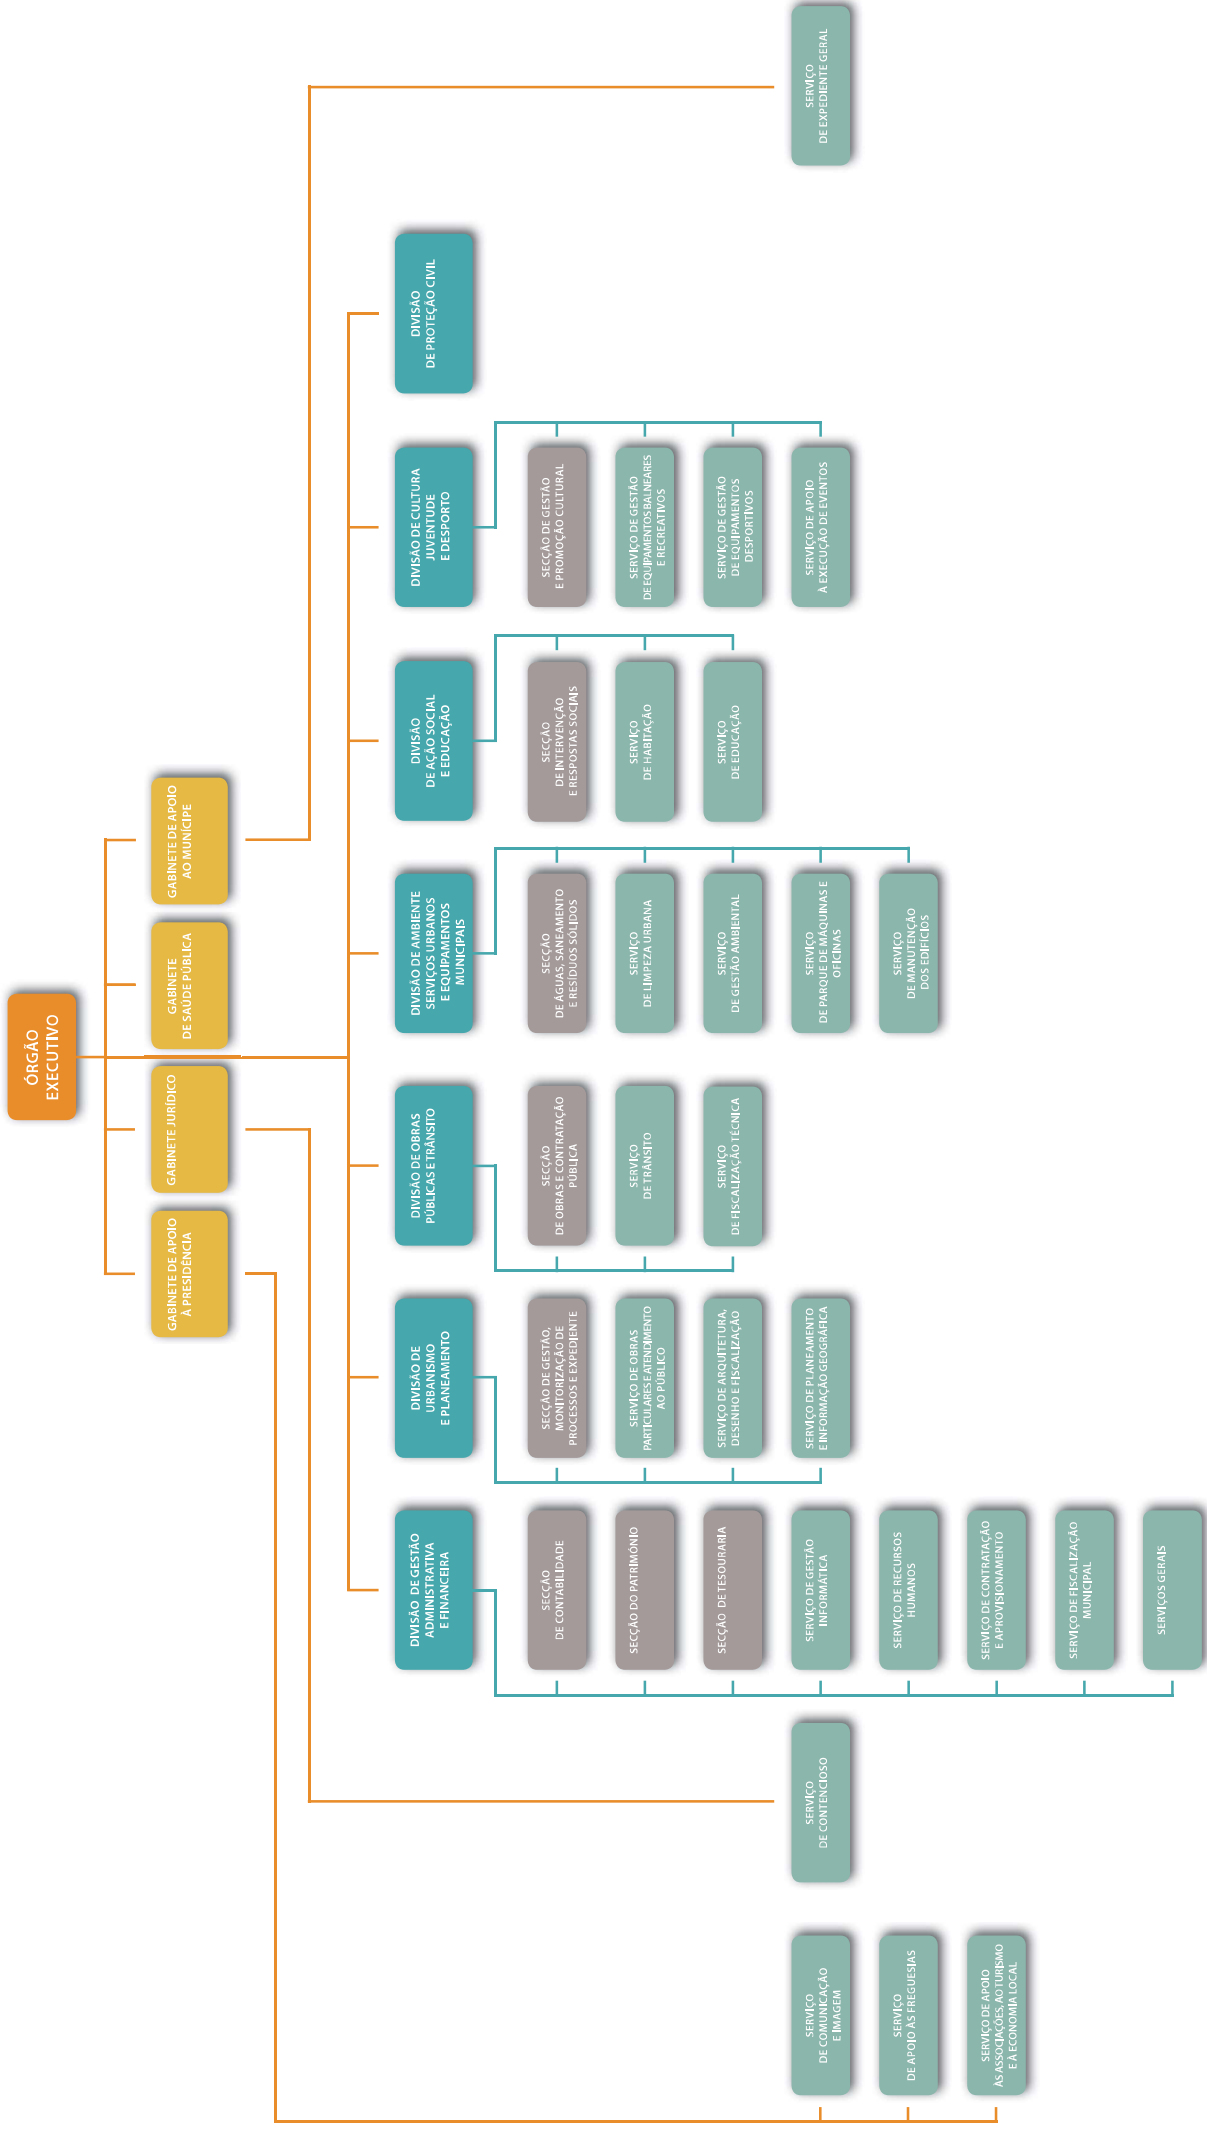 ÓRGÃO
EXECUTIVO
GABINETE DE APOIO
À PRESIDÊNCIA
GABINETE JURÍDICO
GABINETE
DE SAÚDE PÚBLICA
GABINETE DE APOIO
AO MUNÍCIPE
DIVISÃO DE GESTÃO
ADMINISTRATIVA
E FINANCEIRA
DIVISÃO DE
URBANISMO
E PLANEAMENTO
DIVISÃO DE OBRAS
PÚBLICAS E TRÂNSITO
DIVISÃO DE AMBIENTE
SERVIÇOS URBANOS
E EQUIPAMENTOS
MUNICIPAIS
DIVISÃO
DE AÇÃO SOCIAL
E EDUCAÇÃO
DIVISÃO DE CULTURA
JUVENTUDE
E DESPORTO
DIVISÃO
DE PROTEÇÃO CIVIL
SECÇÃO
DE CONTABILIDADE
SECÇÃO DO PATRIMÓNIO
SECÇÃO DE TESOURARIA
SERVIÇO DE GESTÃO
INFORMÁTICA
SERVIÇO DE RECURSOS
HUMANOS
SERVIÇO DE CONTRATAÇÃO
E APROVISIONAMENTO
SERVIÇO DE FISCALIZAÇÃO
MUNICIPAL
SERVIÇOS GERAIS
SECÇÃO DE GESTÃO,
MONITORIZAÇÃO DE
PROCESSOS E EXPEDIENTE
SERVIÇO DE OBRAS
PARTICULARES E ATENDIMENTO
AO PÚBLICO
SERVIÇO DE ARQUITETURA,
DESENHO E FISCALIZAÇÃO
SERVIÇO DE PLANEAMENTO
E INFORMAÇÃO GEOGRÁFICA
SECÇÃO
DE OBRAS E CONTRATAÇÃO
PÚBLICA
SERVIÇO
DE TRÂNSITO
SERVIÇO
DE FISCALIZAÇÃO TÉCNICA
SECÇÃO
DE ÁGUAS, SANEAMENTO
E RESÍDUOS SÓLIDOS
SERVIÇO
DE LIMPEZA URBANA
SERVIÇO
DE GESTÃO AMBIENTAL
SERVIÇO
DE PARQUE DE MÁQUINAS E
OFICINAS
SERVIÇO
DE MANUTENÇÃO
DOS EDIFÍCIOS
SECÇÃO
DE INTERVENÇÃO
E RESPOSTAS SOCIAIS
SERVIÇO
DE HABITAÇÃO
SERVIÇO
DE EDUCAÇÃO
SECÇÃO DE GESTÃO
E PROMOÇÃO CULTURAL
SERVIÇO DE GESTÃO
DE EQUIPAMENTOS BALNEARES
E RECREATIVOS
SERVIÇO DE GESTÃO
DE EQUIPAMENTOS
DESPORTIVOS
SERVIÇO DE APOIO
À EXECUÇÃO DE EVENTOS
SERVIÇO
DE COMUNICAÇÃO
E IMAGEM
SERVIÇO
DE APOIO ÀS FREGUESIAS
SERVIÇO DE APOIO
ÀS ASSOCIAÇÕES, AO TURISMO
E À ECONOMIA LOCAL
SERVIÇO
DE CONTENCIOSO
SERVIÇO
DE EXPEDIENTE GERAL